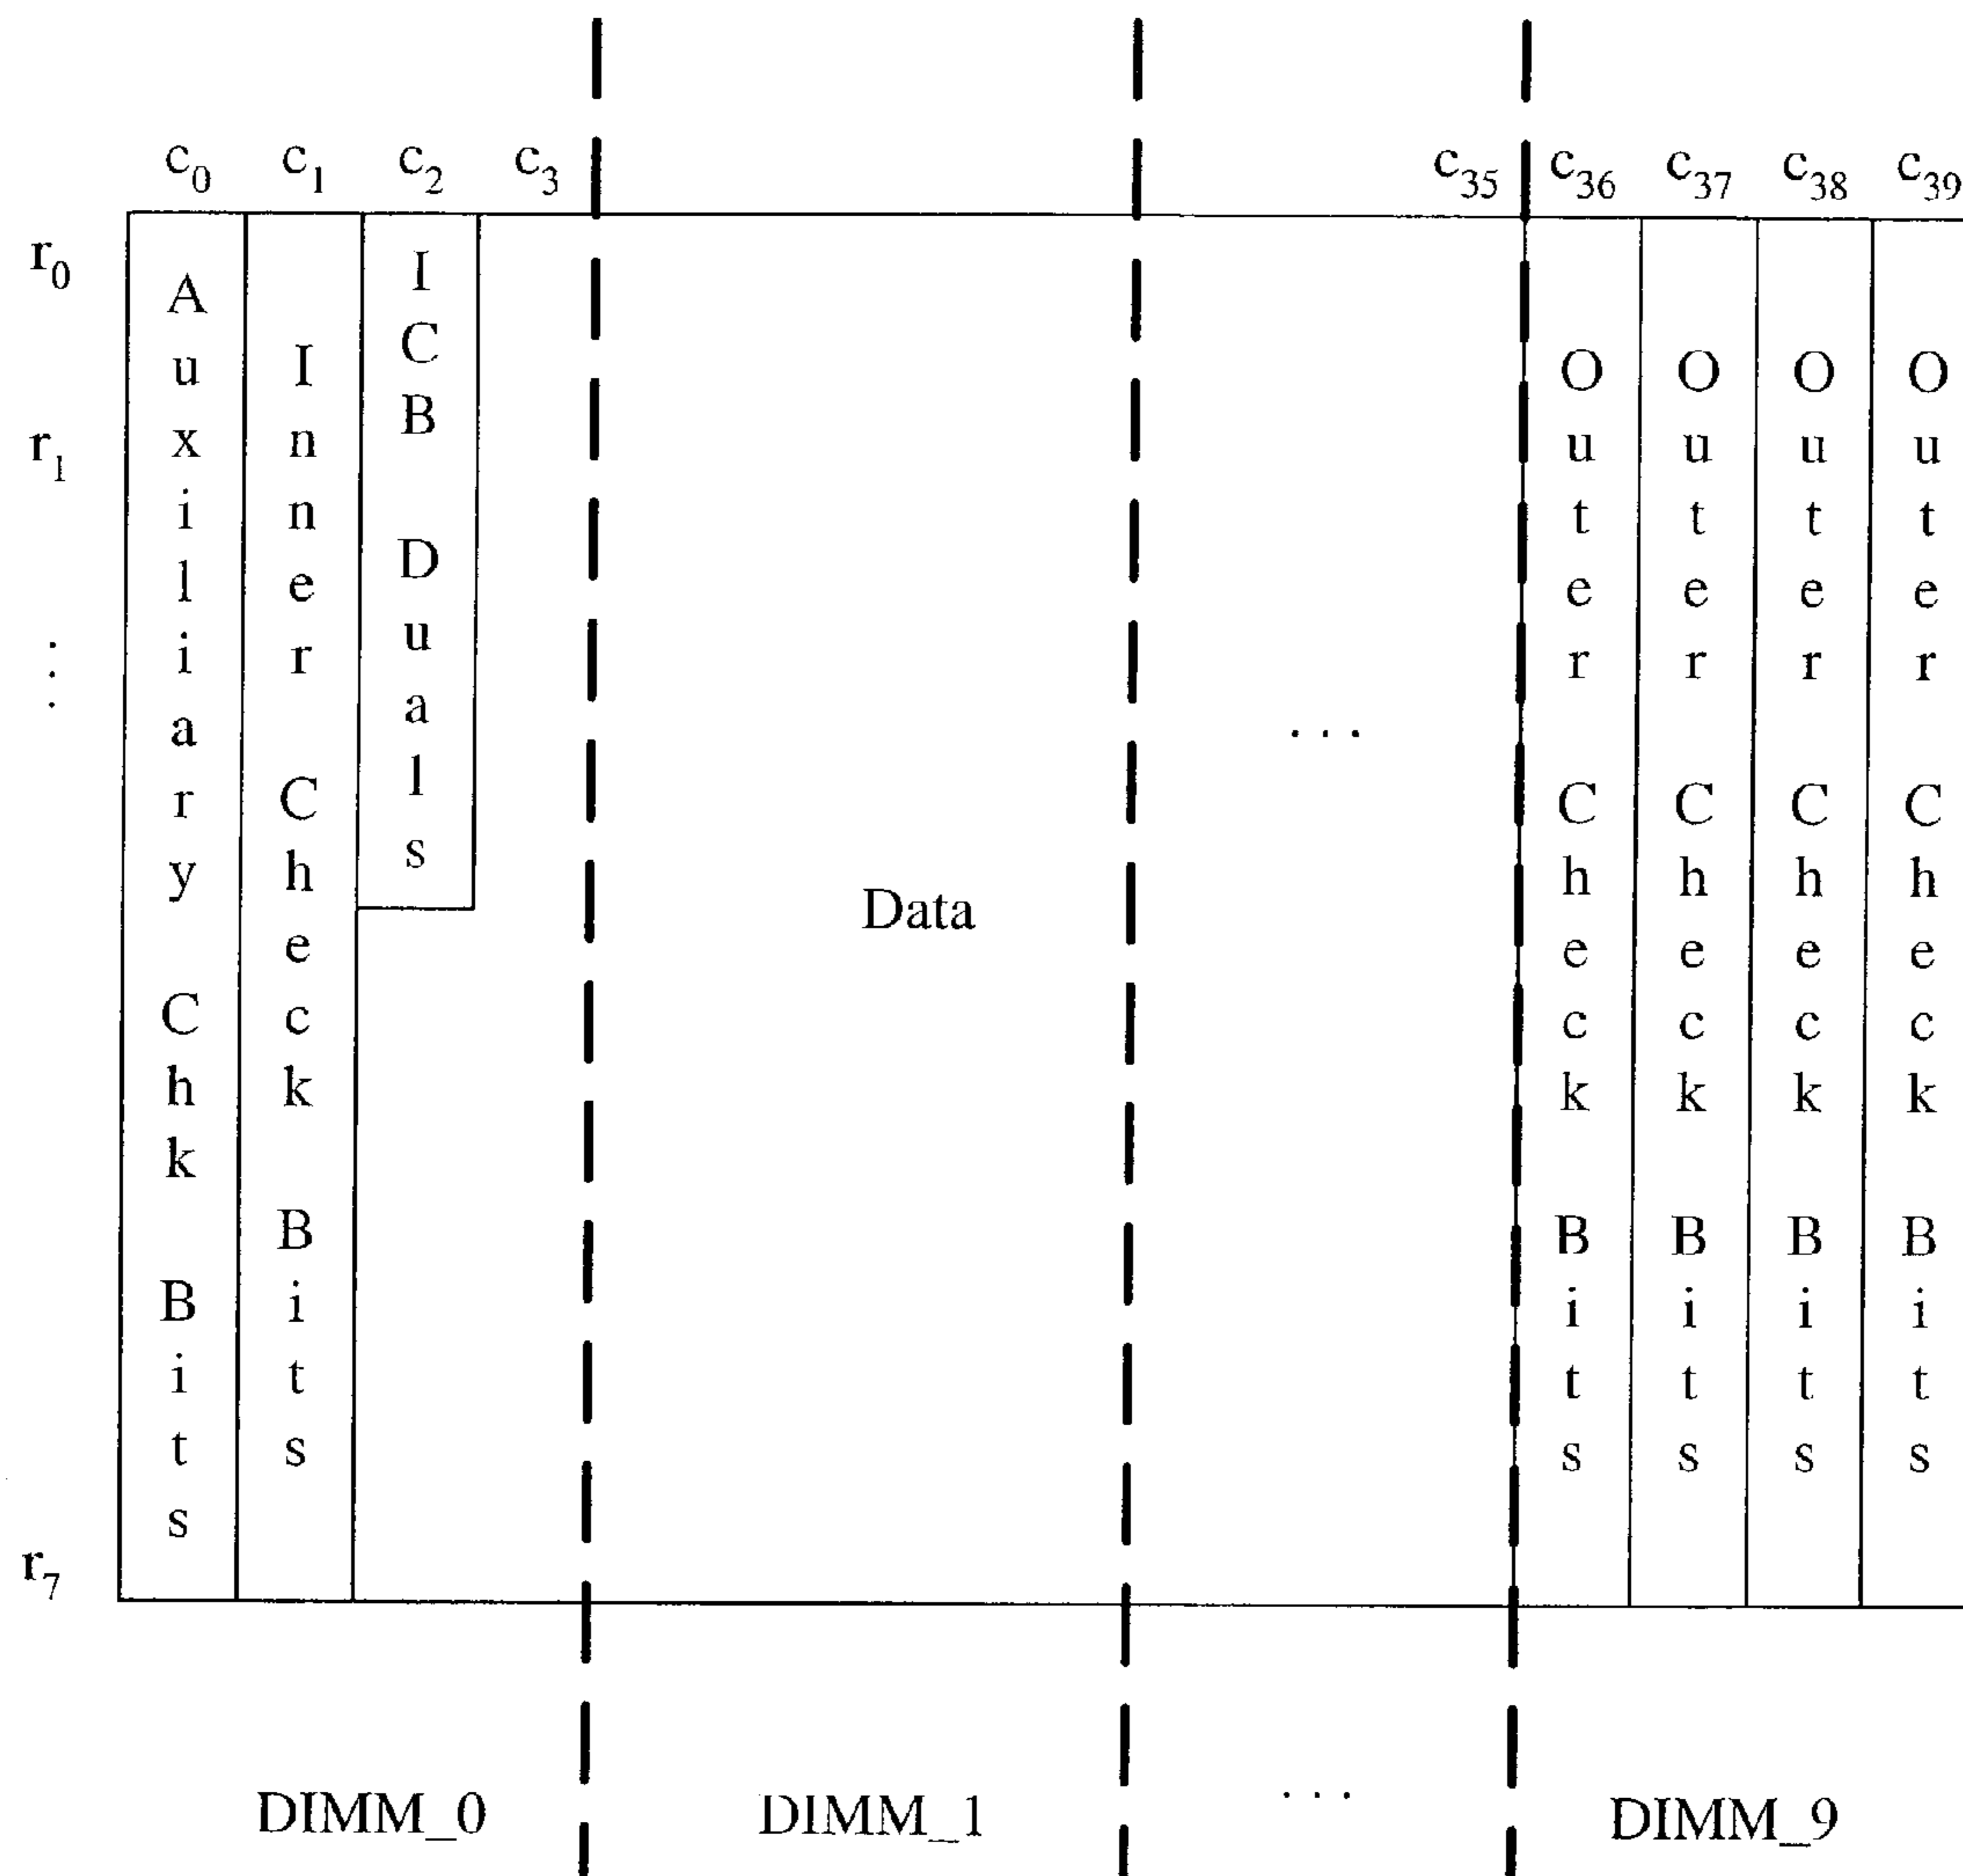 c0 c1 c2 c3 c35 c36 c37 c38 c39
r0
r1
⋮
r7
Auxiliary Chk Bits
Inner Check Bits
ICB Duals
Data
...
Outer Check Bits
Outer Check Bits
Outer Check Bits
Outer Check Bits
DIMM_0 DIMM_1 ... DIMM_9